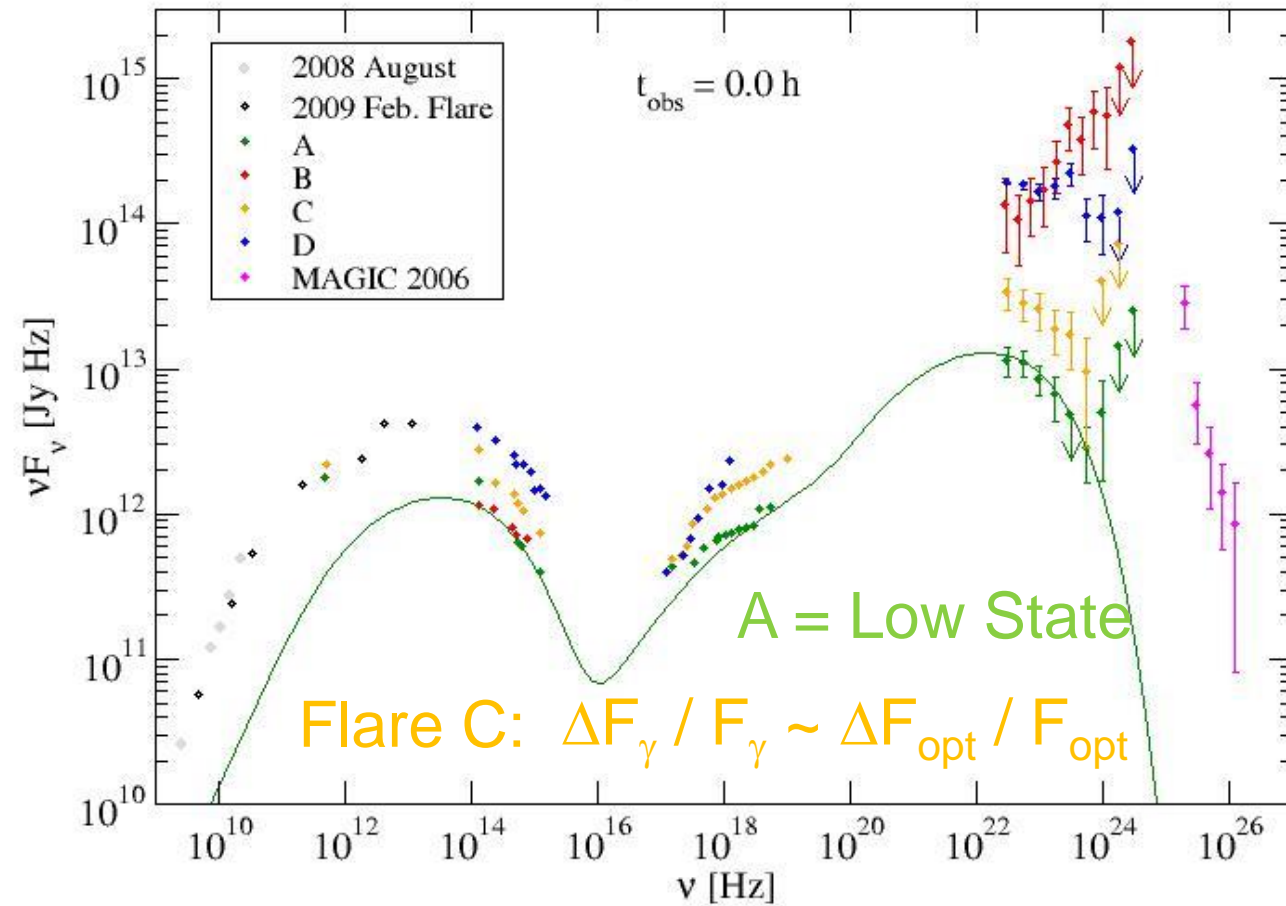 2008 August
2009 Feb. Flare
A
B
C
D
MAGIC 2006
t_obs = 0.0 h
10^15
10^14
10^13
10^12
10^11
10^10
νF_ν [Jy Hz]
A = Low State
Flare C: ΔF_γ / F_γ ~ ΔF_opt / F_opt
10^10 10^12 10^14 10^16 10^18 10^20 10^22 10^24 10^26
ν [Hz]